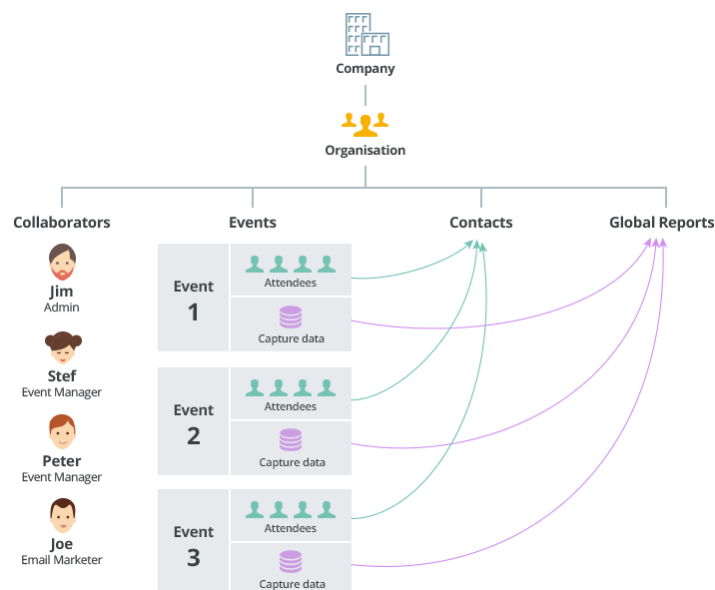 Company
Organisation
Collaborators
Events
Contacts
Global Reports
Jim
Admin
Stef
Event Manager
Peter
Event Manager
Joe
Email Marketer
Event
1
Attendees
Capture data
Event
2
Attendees
Capture data
Event
3
Attendees
Capture data